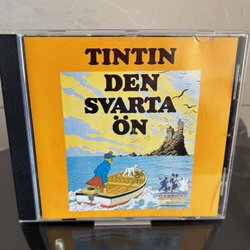 TINTIN
DEN
SVARTA
ÖN